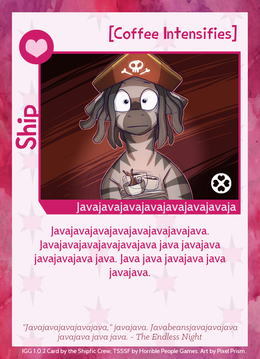 [Coffee Intensifies]
Ship
Javajavajavajavajavajavajavaja
Javajavajavajavajavajavajavajava.
Javajavajavajavajavajava java javajava
javajavajava java. Java java javajava java
javajava.
"Javajavajavajavajava," javajava. Javabeansjavajavajava
javajava java java. - The Endless Night
IGG 1.0.2 Card by the Shipfic Crew, TSSSF by Horrible People Games. Art by Pixel Prism.